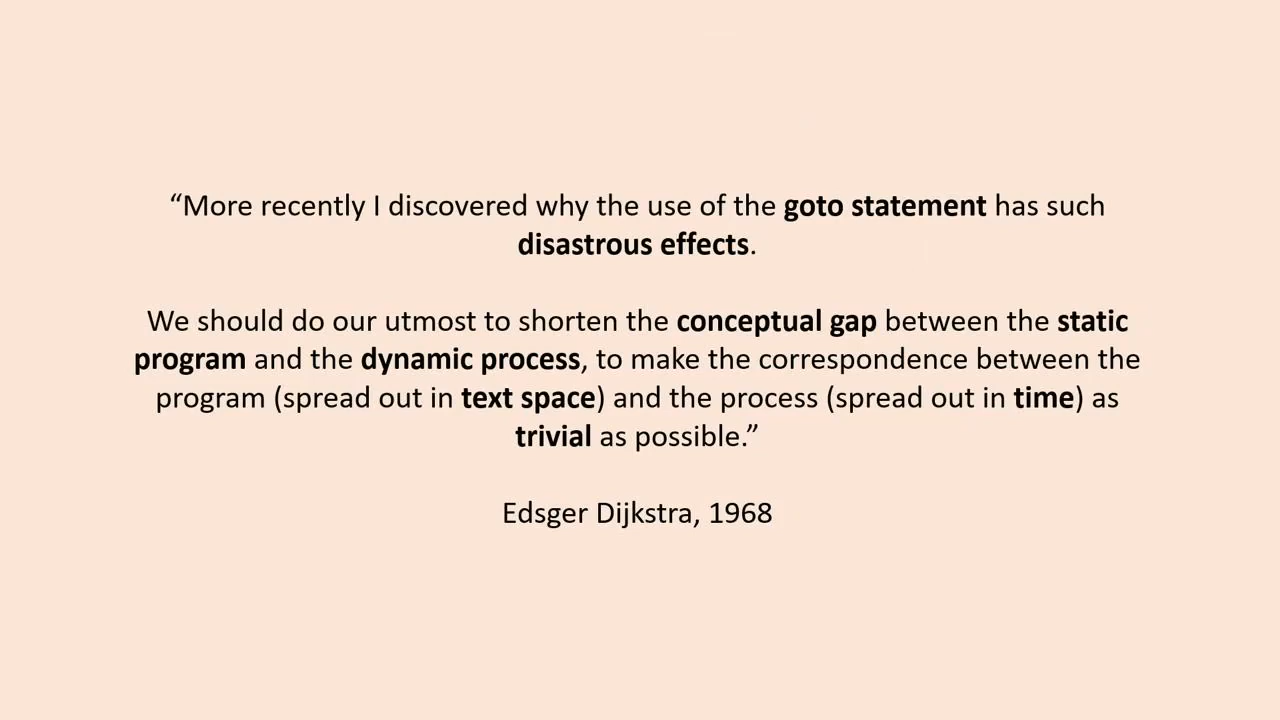 “More recently I discovered why the use of the goto statement has such
disastrous effects.
We should do our utmost to shorten the conceptual gap between the static
program and the dynamic process, to make the correspondence between the
program (spread out in text space) and the process (spread out in time) as
trivial as possible.”
Edsger Dijkstra, 1968